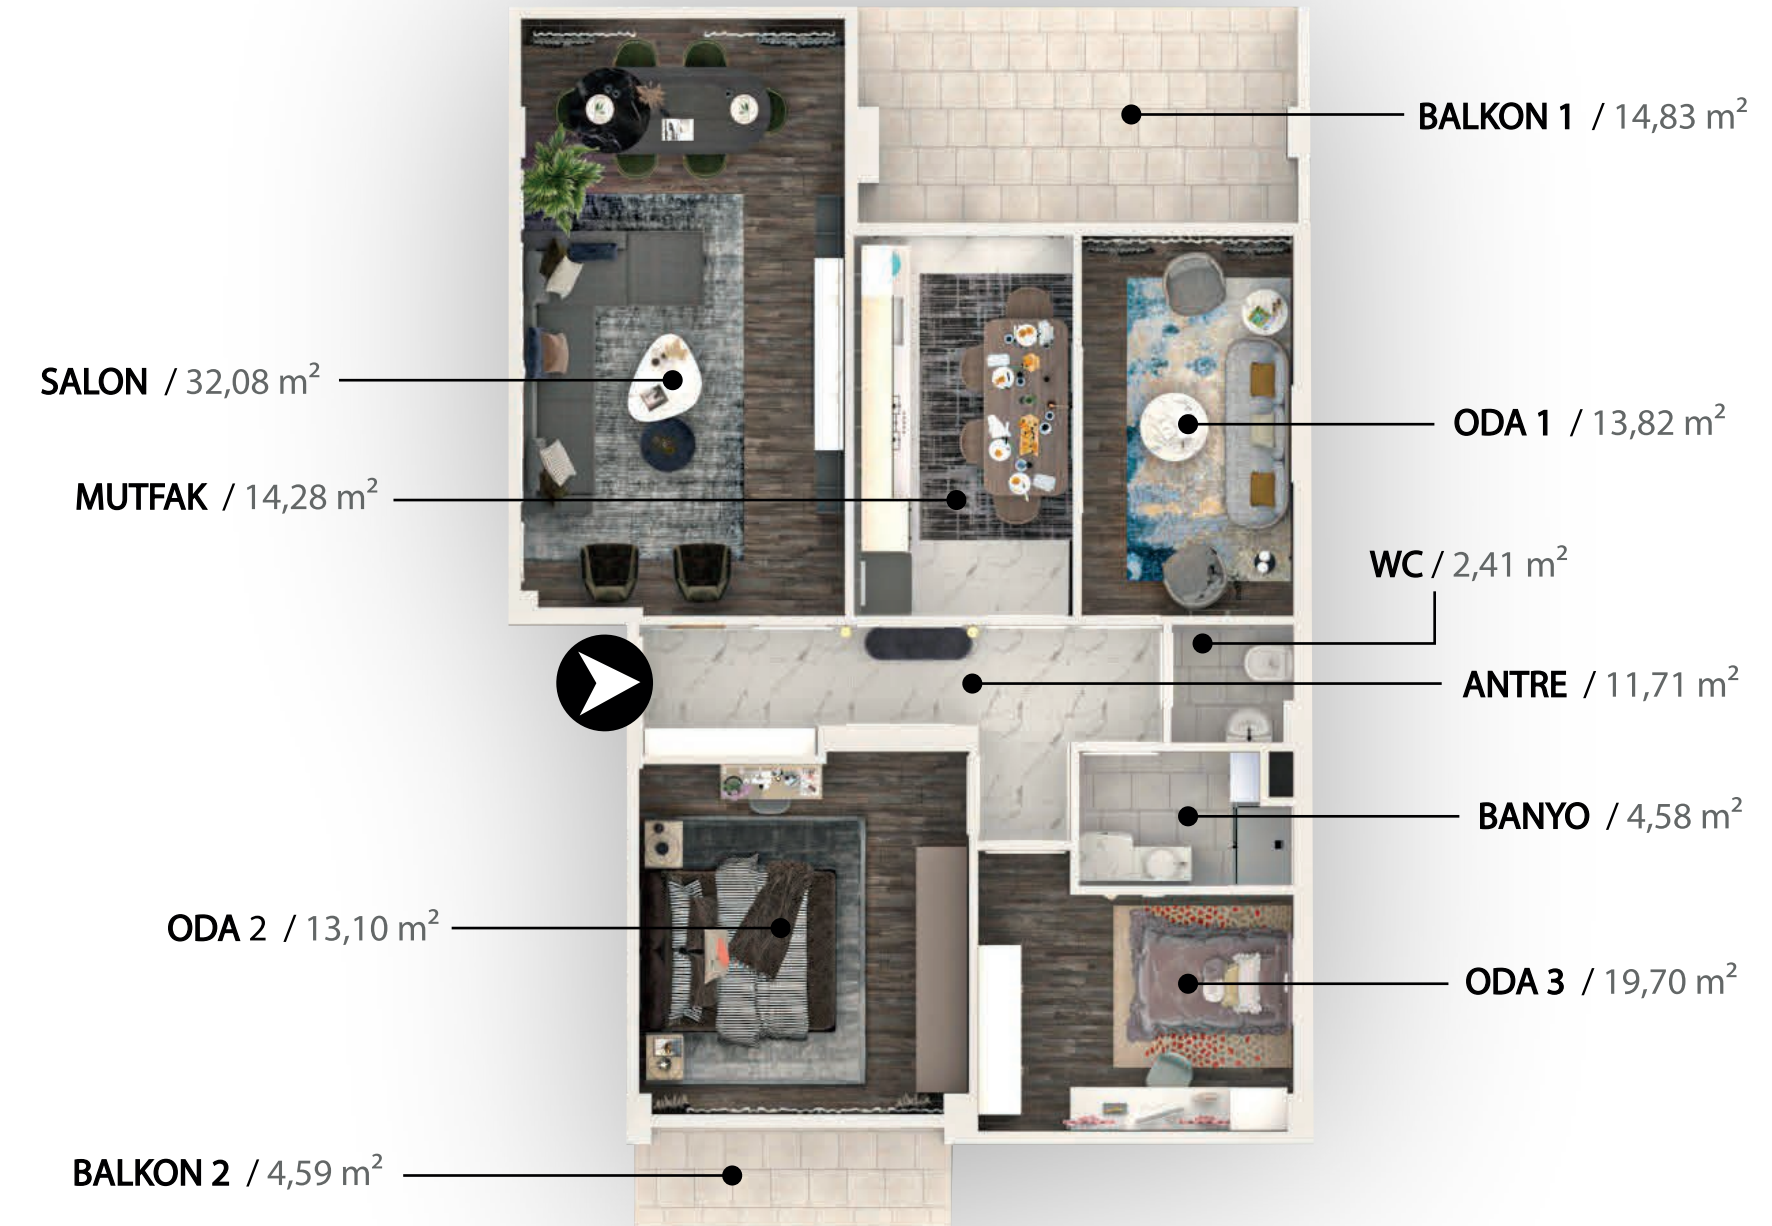 BALKON 1 / 14,83 m²
SALON / 32,08 m²
ODA 1 / 13,82 m²
MUTFAK / 14,28 m²
WC / 2,41 m²
ANTRE / 11,71 m²
BANYO / 4,58 m²
ODA 2 / 13,10 m²
ODA 3 / 19,70 m²
BALKON 2 / 4,59 m²